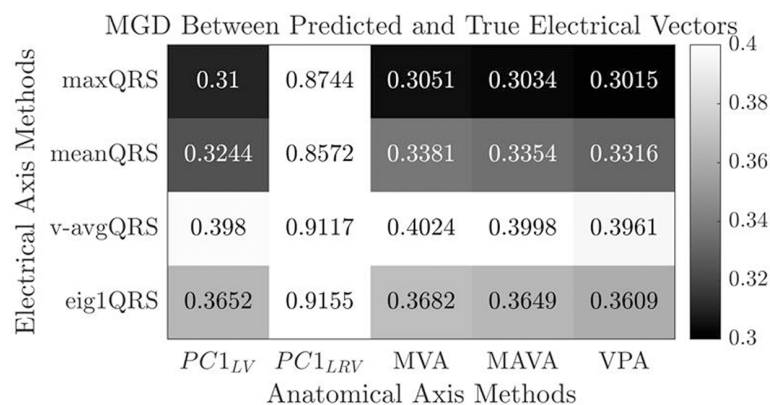 MGD Between Predicted and True Electrical Vectors
Electrical Axis Methods
maxQRS 0.31 0.8744 0.3051 0.3034 0.3015
meanQRS 0.3244 0.8572 0.3381 0.3354 0.3316
v-avgQRS 0.398 0.9117 0.4024 0.3998 0.3961
eig1QRS 0.3652 0.9155 0.3682 0.3649 0.3609
PC1LV PC1LRV MVA MAVA VPA
Anatomical Axis Methods
0.4
0.38
0.36
0.34
0.32
0.3